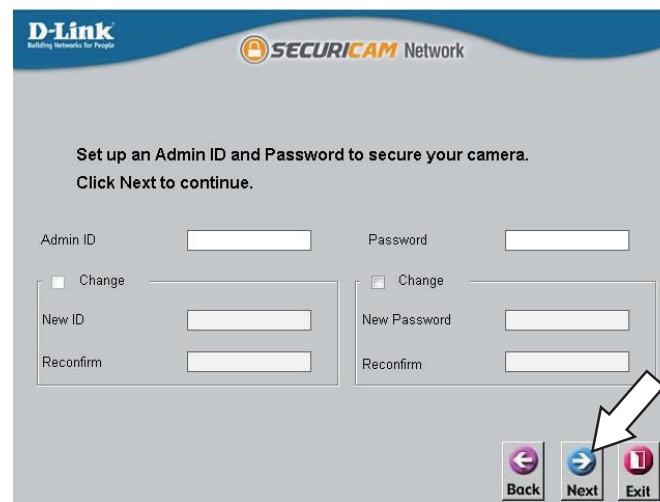 D-Link
Building Networks for People
SECURICAM Network
Set up an Admin ID and Password to secure your camera.
Click Next to continue.
Admin ID
Password
Change
Change
New ID
New Password
Reconfirm
Reconfirm
Back
Next
Exit